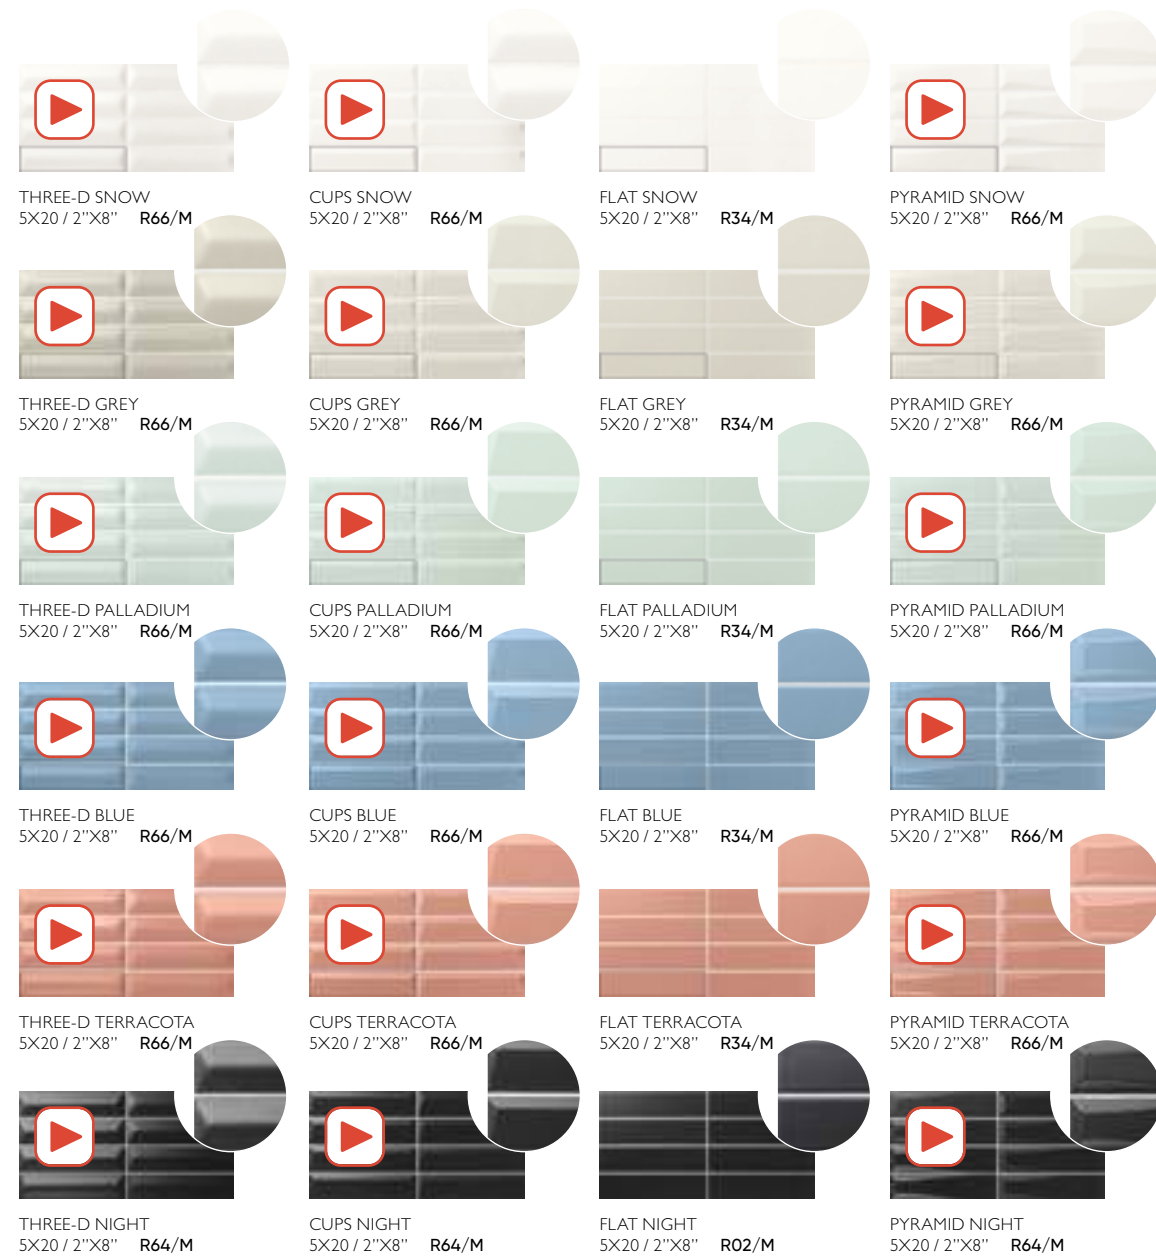 THREE-D SNOW
5X20 / 2”X8” R66/M
CUPS SNOW
5X20 / 2”X8” R66/M
FLAT SNOW
5X20 / 2”X8” R34/M
PYRAMID SNOW
5X20 / 2”X8” R66/M
THREE-D GREY
5X20 / 2”X8” R66/M
CUPS GREY
5X20 / 2”X8” R66/M
FLAT GREY
5X20 / 2”X8” R34/M
PYRAMID GREY
5X20 / 2”X8” R66/M
THREE-D PALLADIUM
5X20 / 2”X8” R66/M
CUPS PALLADIUM
5X20 / 2”X8” R66/M
FLAT PALLADIUM
5X20 / 2”X8” R34/M
PYRAMID PALLADIUM
5X20 / 2”X8” R66/M
THREE-D BLUE
5X20 / 2”X8” R66/M
CUPS BLUE
5X20 / 2”X8” R66/M
FLAT BLUE
5X20 / 2”X8” R34/M
PYRAMID BLUE
5X20 / 2”X8” R66/M
THREE-D TERRACOTA
5X20 / 2”X8” R66/M
CUPS TERRACOTA
5X20 / 2”X8” R66/M
FLAT TERRACOTA
5X20 / 2”X8” R34/M
PYRAMID TERRACOTA
5X20 / 2”X8” R66/M
THREE-D NIGHT
5X20 / 2”X8” R64/M
CUPS NIGHT
5X20 / 2”X8” R64/M
FLAT NIGHT
5X20 / 2”X8” R02/M
PYRAMID NIGHT
5X20 / 2”X8” R64/M